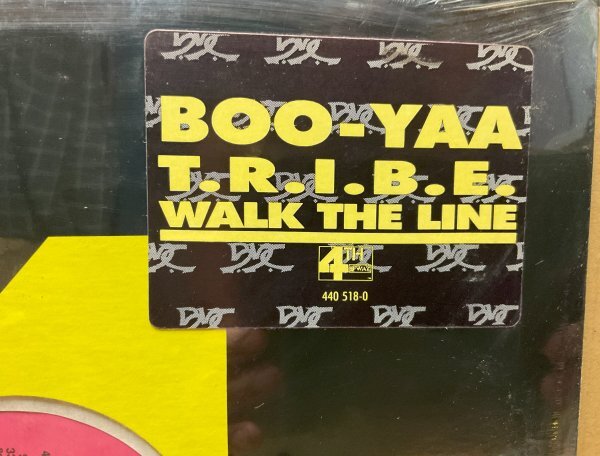 BOO-YAA
T.R.I.B.E.
WALK THE LINE
4TH
B'WAY
440 518-0